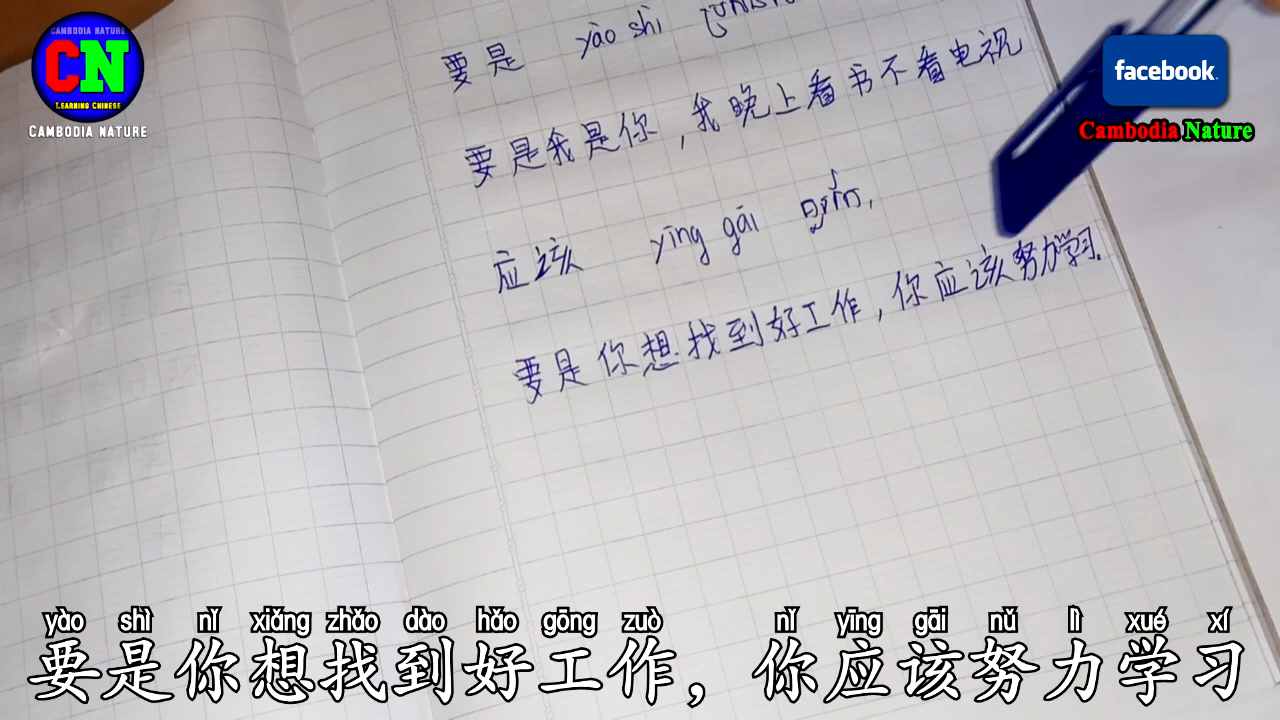 CAMBODIA NATURE
CN
LEARNING CHINESE
CAMBODIA NATURE
facebook
Cambodia Nature
要是 yào shì
要是我是你，我晚上看书不看电视
应该 yīng gāi
要是你想找到好工作，你应该努力学习.
yào shì nǐ xiǎng zhǎo dào hǎo gōng zuò nǐ yīng gāi nǔ lì xué xí
要是你想找到好工作，你应该努力学习